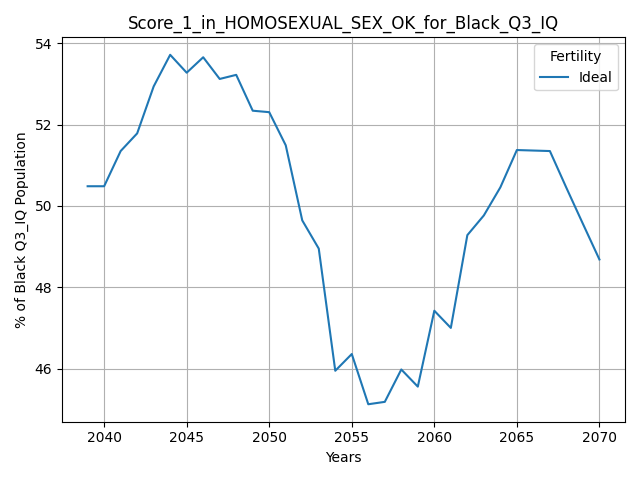 Score_1_in_HOMOSEXUAL_SEX_OK_for_Black_Q3_IQ
Fertility
Ideal
% of Black Q3_IQ Population
54
52
50
48
46
2040 2045 2050 2055 2060 2065 2070
Years